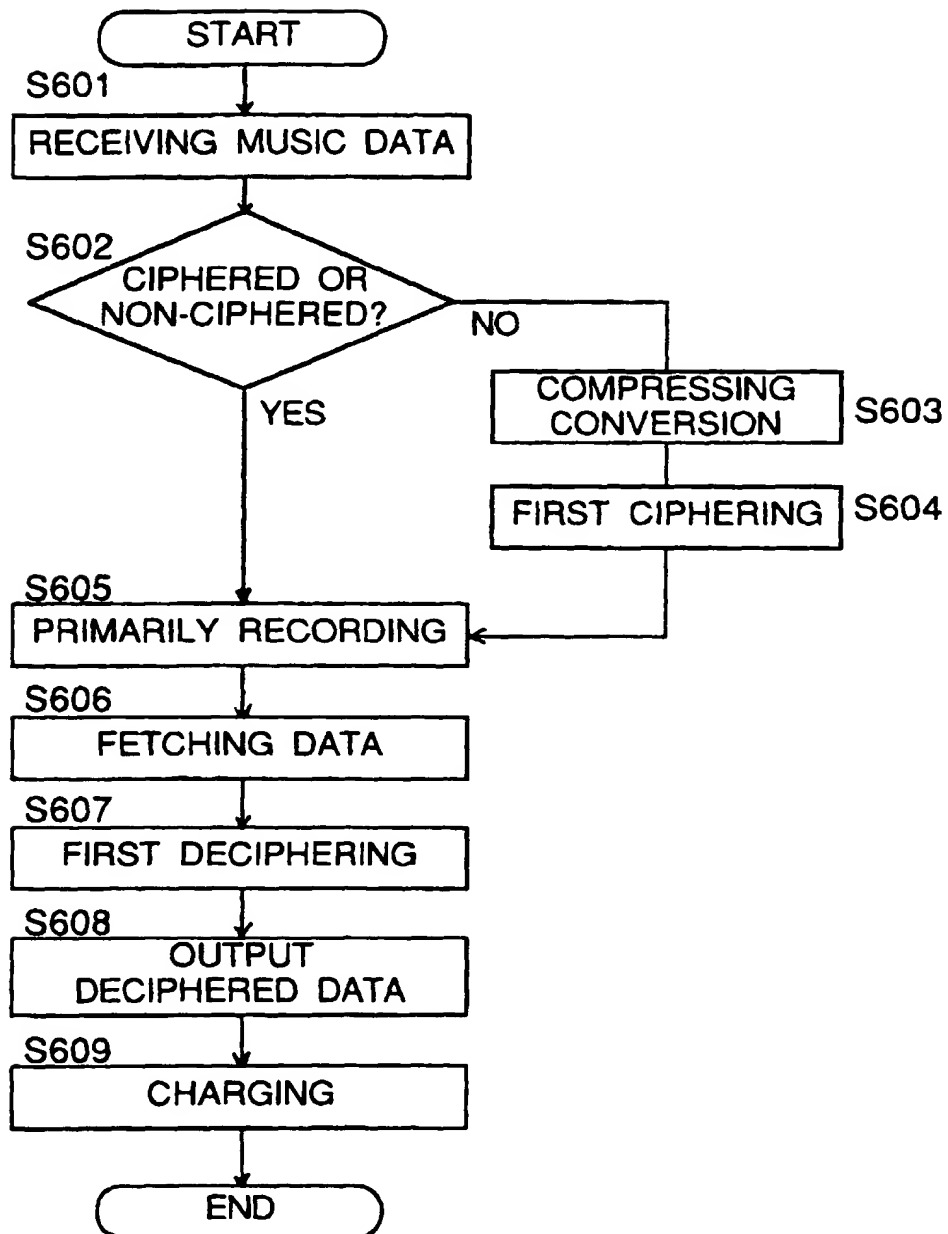 START
S601
RECEIVING MUSIC DATA
S602
CIPHERED OR
NON-CIPHERED?
NO
YES
COMPRESSING
CONVERSION
S603
FIRST CIPHERING
S604
S605
PRIMARILY RECORDING
S606
FETCHING DATA
S607
FIRST DECIPHERING
S608
OUTPUT
DECIPHERED DATA
S609
CHARGING
END